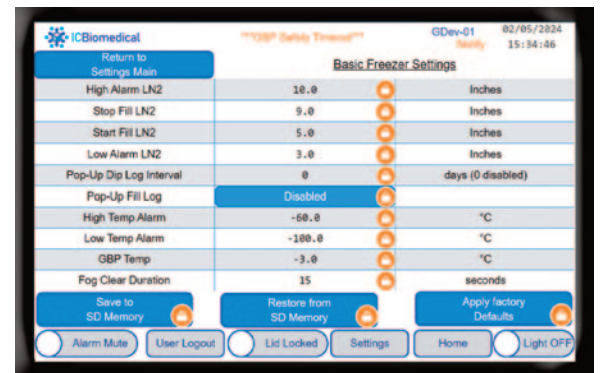 ICBiomedical
***GBP Safety Timeout***
GDev-01
Notify
02/05/2024
15:34:46
Return to
Settings Main
Basic Freezer Settings
High Alarm LN2 10.0 Inches
Stop Fill LN2 9.0 Inches
Start Fill LN2 5.0 Inches
Low Alarm LN2 3.0 Inches
Pop-Up Dip Log Interval 0 days (0 disabled)
Pop-Up Fill Log Disabled
High Temp Alarm -60.0 °C
Low Temp Alarm -100.0 °C
GBP Temp -3.0 °C
Fog Clear Duration 15 seconds
Save to
SD Memory
Restore from
SD Memory
Apply factory
Defaults
Alarm Mute User Logout Lid Locked Settings Home Light OFF